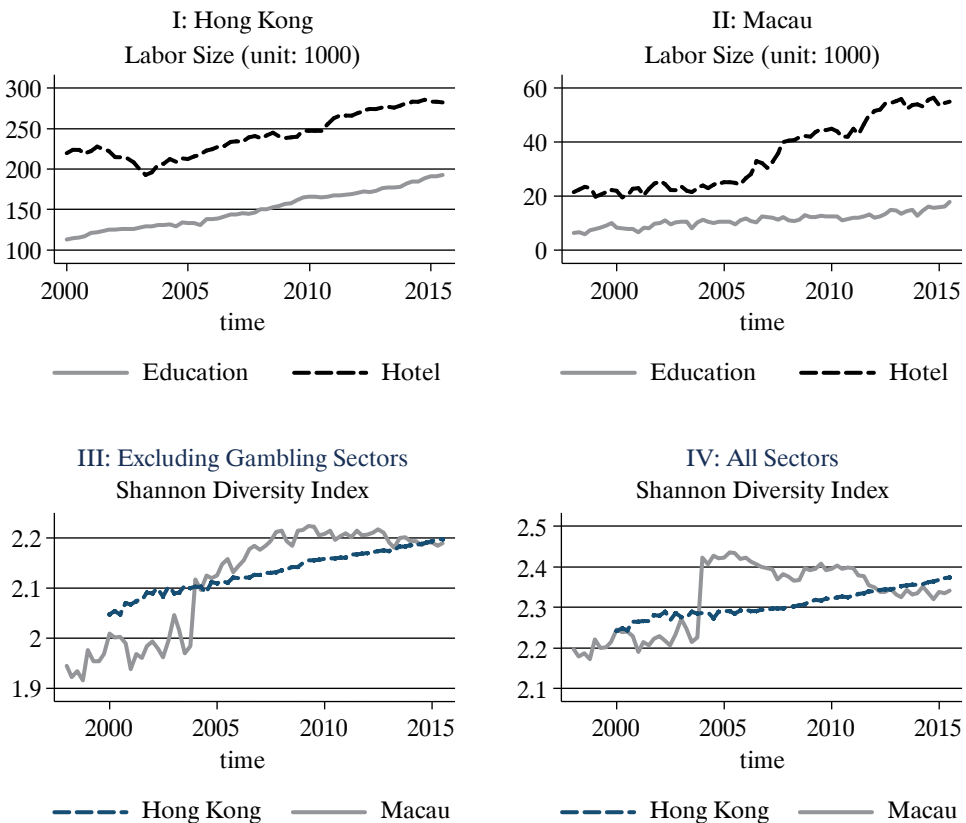 I: Hong Kong
Labor Size (unit: 1000)
300
250
200
150
100
2000 2005 2010 2015
time
Education Hotel
II: Macau
Labor Size (unit: 1000)
60
40
20
0
2000 2005 2010 2015
time
Education Hotel
III: Excluding Gambling Sectors
Shannon Diversity Index
2.2
2.1
2
1.9
2000 2005 2010 2015
time
Hong Kong Macau
IV: All Sectors
Shannon Diversity Index
2.5
2.4
2.3
2.2
2.1
2000 2005 2010 2015
time
Hong Kong Macau